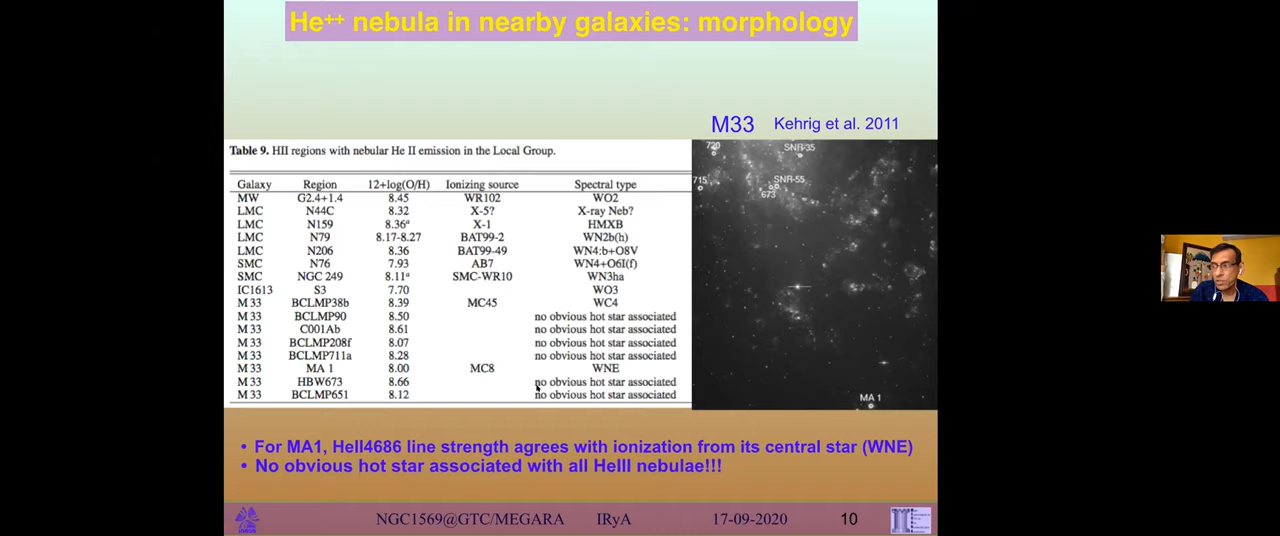 He++ nebula in nearby galaxies: morphology
M33 Kehrig et al. 2011
Table 9. HII regions with nebular He II emission in the Local Group.
Galaxy Region 12+log(O/H) Ionizing source Spectral type
MW G2.4+1.4 8.45 WR102 WO2
LMC N44C 8.32 X-5? X-ray Neb?
LMC N159 8.36a X-1 HMXB
LMC N79 8.17-8.27 BAT99-2 WN2b(h)
LMC N206 8.36 BAT99-49 WN4:b+O8V
SMC N76 7.93 AB7 WN4+O6I(f)
SMC NGC 249 8.11a SMC-WR10 WN3ha
IC1613 S3 7.70 WO3
M 33 BCLMP38b 8.39 MC45 WC4
M 33 BCLMP90 8.50 no obvious hot star associated
M 33 C001Ab 8.61 no obvious hot star associated
M 33 BCLMP208f 8.07 no obvious hot star associated
M 33 BCLMP711a 8.28 no obvious hot star associated
M 33 MA 1 8.00 MC8 WNE
M 33 HBW673 8.66 no obvious hot star associated
M 33 BCLMP651 8.12 no obvious hot star associated
720
SNR-35
715
SNR-55
673
MA 1
• For MA1, HeII4686 line strength agrees with ionization from its central star (WNE)
• No obvious hot star associated with all HeIII nebulae!!!
NGC1569@GTC/MEGARA IRyA 17-09-2020 10